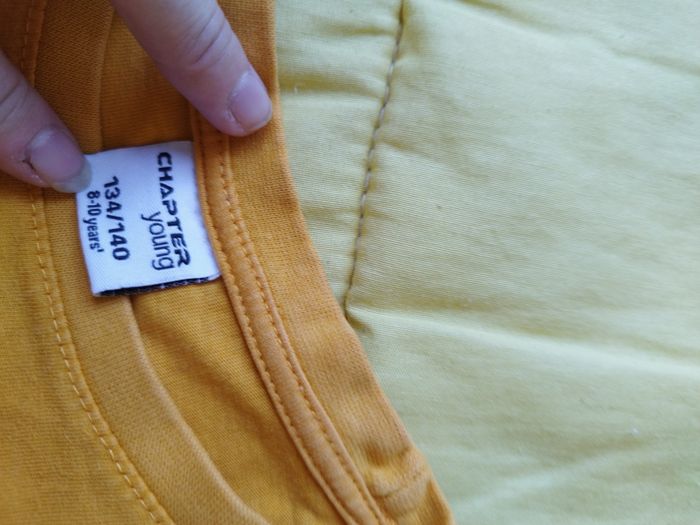 CHAPTER
young
134/140
8-10 years'